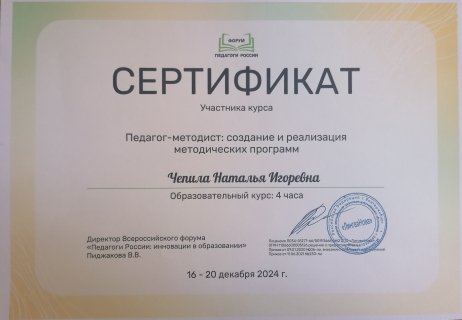 ФОРУМ
ПЕДАГОГИ РОССИИ
СЕРТИФИКАТ
Участника курса
Педагог-методист: создание и реализация
методических программ
Чепила Наталья Игоревна
Образовательный курс: 4 часа
Директор Всероссийского форума
«Педагоги России: инновации в образовании»
Пиджакова В.В.
16 - 20 декабря 2024 г.